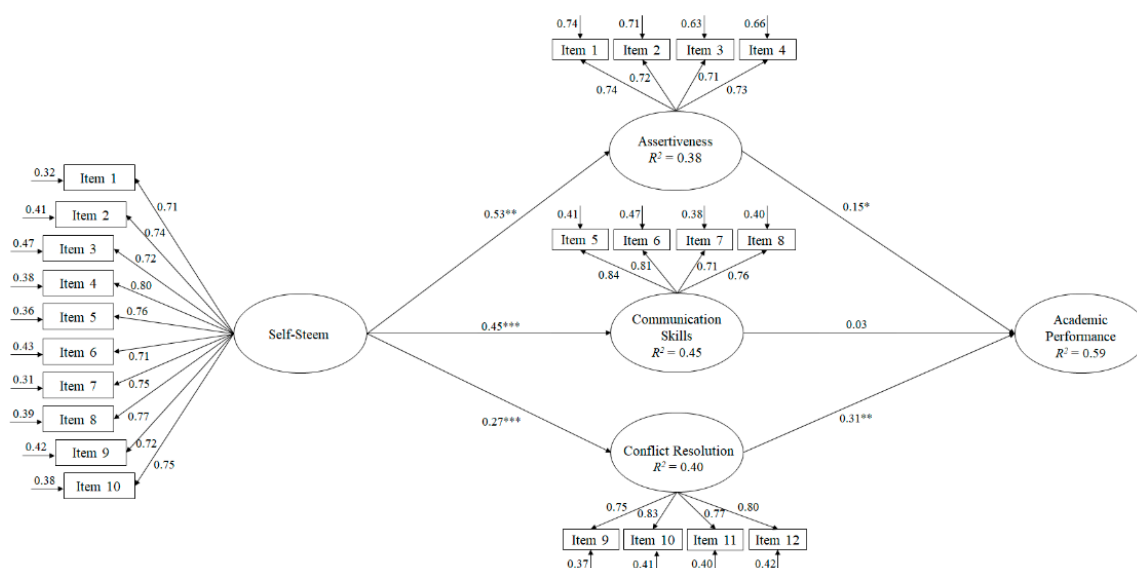 0.74
0.71
0.63
0.66
Item 1
Item 2
Item 3
Item 4
0.74
0.72
0.71
0.73
Assertiveness
R² = 0.38
0.32
Item 1
0.41
Item 2
0.47
Item 3
0.38
Item 4
0.36
Item 5
0.43
Item 6
0.31
Item 7
0.39
Item 8
0.42
Item 9
0.38
Item 10
0.71
0.74
0.72
0.80
0.76
0.71
0.75
0.77
0.72
0.75
Self-Steem
0.53**
0.45***
0.27***
0.41
0.47
0.38
0.40
Item 5
Item 6
Item 7
Item 8
0.84
0.81
0.71
0.76
Communication
Skills
R² = 0.45
0.15*
0.03
0.31**
Academic
Performance
R² = 0.59
Conflict Resolution
R² = 0.40
0.75
0.83
0.77
0.80
Item 9
Item 10
Item 11
Item 12
0.37
0.41
0.40
0.42